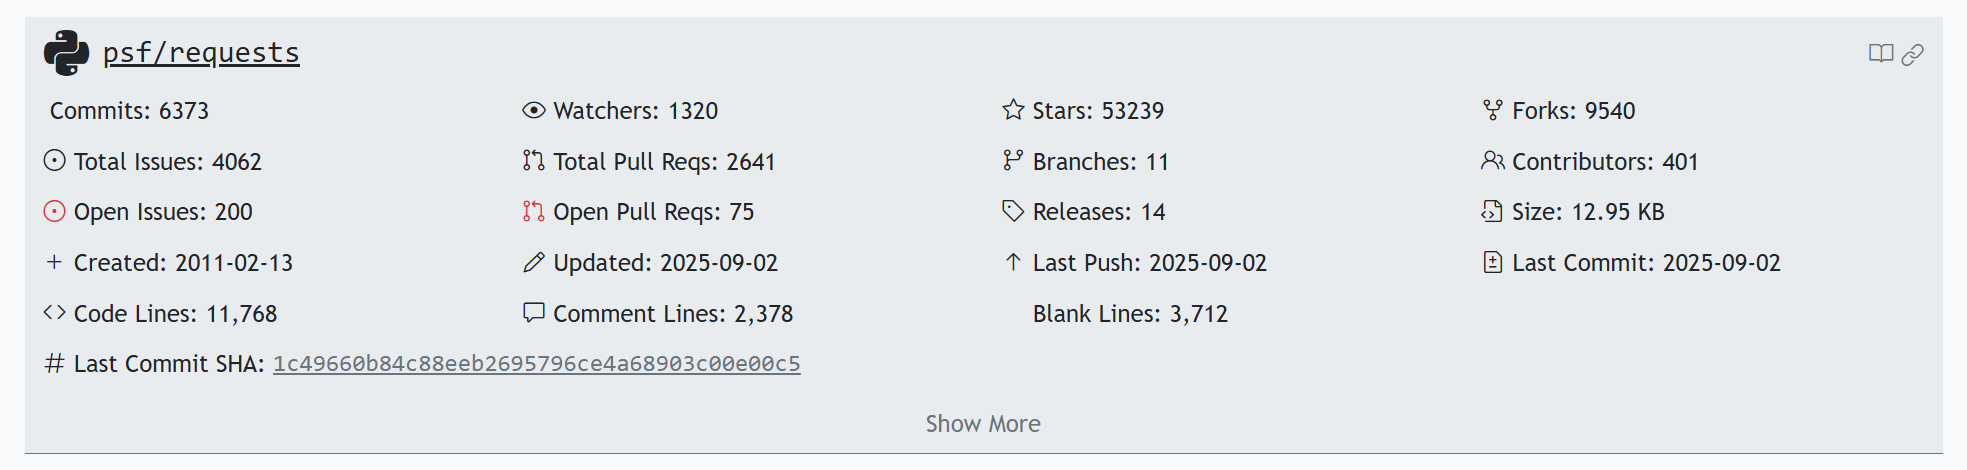 psf/requests
Commits: 6373 Watchers: 1320 Stars: 53239 Forks: 9540
Total Issues: 4062 Total Pull Reqs: 2641 Branches: 11 Contributors: 401
Open Issues: 200 Open Pull Reqs: 75 Releases: 14 Size: 12.95 KB
Created: 2011-02-13 Updated: 2025-09-02 Last Push: 2025-09-02 Last Commit: 2025-09-02
Code Lines: 11,768 Comment Lines: 2,378 Blank Lines: 3,712
Last Commit SHA: 1c49660b84c88eeb2695796ce4a68903c00e00c5
Show More